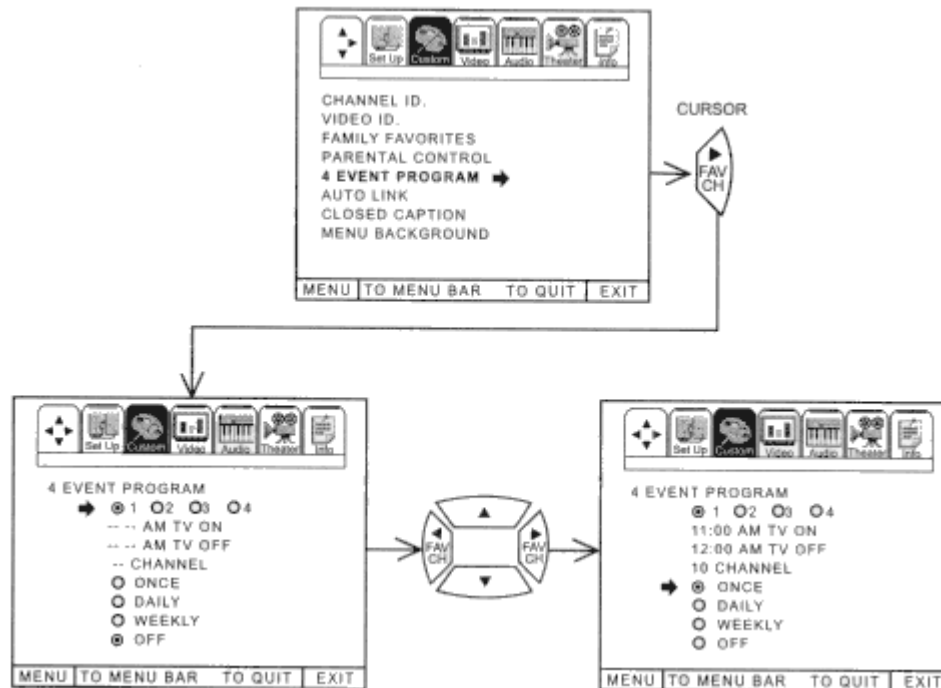 Set Up Custom Video Audio Theater Info
CHANNEL ID.
VIDEO ID.
FAMILY FAVORITES
PARENTAL CONTROL
4 EVENT PROGRAM
AUTO LINK
CLOSED CAPTION
MENU BACKGROUND
MENU TO MENU BAR TO QUIT EXIT
CURSOR
FAV
CH
Set Up Custom Video Audio Theater Info
4 EVENT PROGRAM
1 2 3 4
-- -- AM TV ON
-- -- AM TV OFF
-- CHANNEL
ONCE
DAILY
WEEKLY
OFF
MENU TO MENU BAR TO QUIT EXIT
FAV
CH
FAV
CH
Set Up Custom Video Audio Theater Info
4 EVENT PROGRAM
1 2 3 4
11:00 AM TV ON
12:00 AM TV OFF
10 CHANNEL
ONCE
DAILY
WEEKLY
OFF
MENU TO MENU BAR TO QUIT EXIT